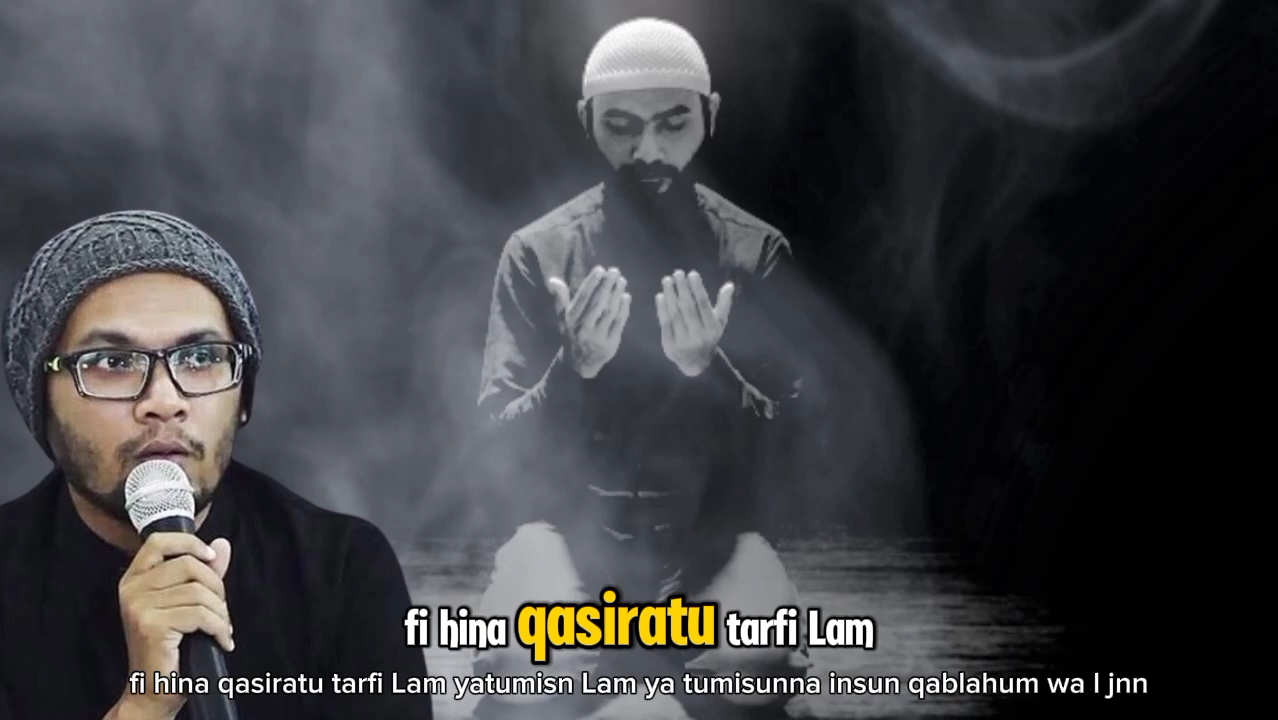 fi hina qasiratu tarfi Lam
fi hina qasiratu tarfi Lam yatumisn Lam ya tumisunna insun qablahum wa l jnn